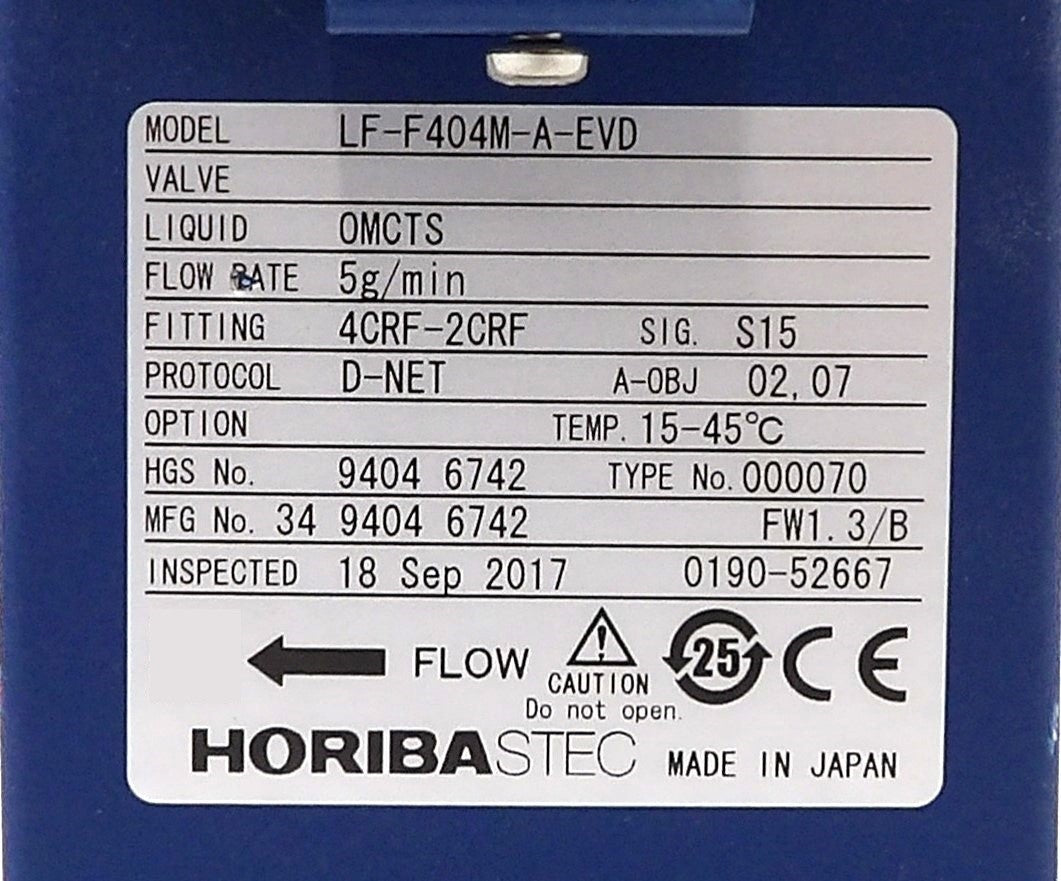 MODEL LF-F404M-A-EVD
VALVE
LIQUID OMCTS
FLOW RATE 5g/min
FITTING 4CRF-2CRF SIG. S15
PROTOCOL D-NET A-OBJ 02,07
OPTION TEMP. 15-45℃
HGS No. 9404 6742 TYPE No. 000070
MFG No. 34 9404 6742 FW1.3/B
INSPECTED 18 Sep 2017 0190-52667
FLOW
CAUTION
Do not open.
25
CE
HORIBASTEC MADE IN JAPAN